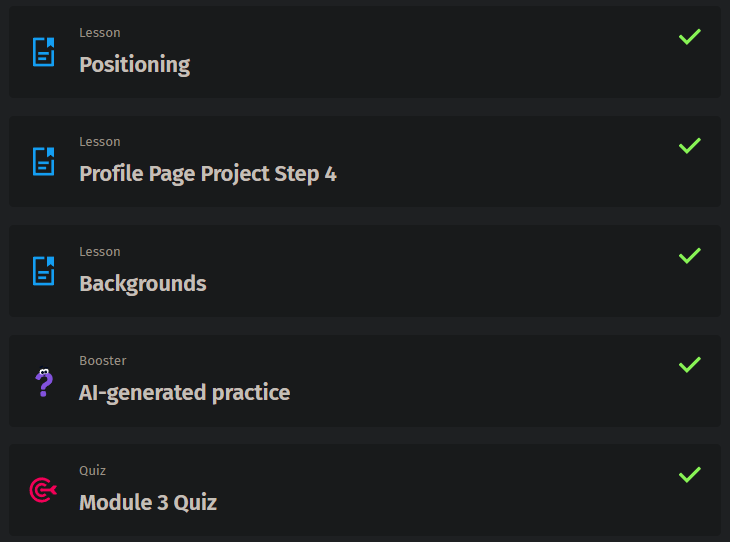 Lesson
Positioning
Lesson
Profile Page Project Step 4
Lesson
Backgrounds
Booster
AI-generated practice
Quiz
Module 3 Quiz